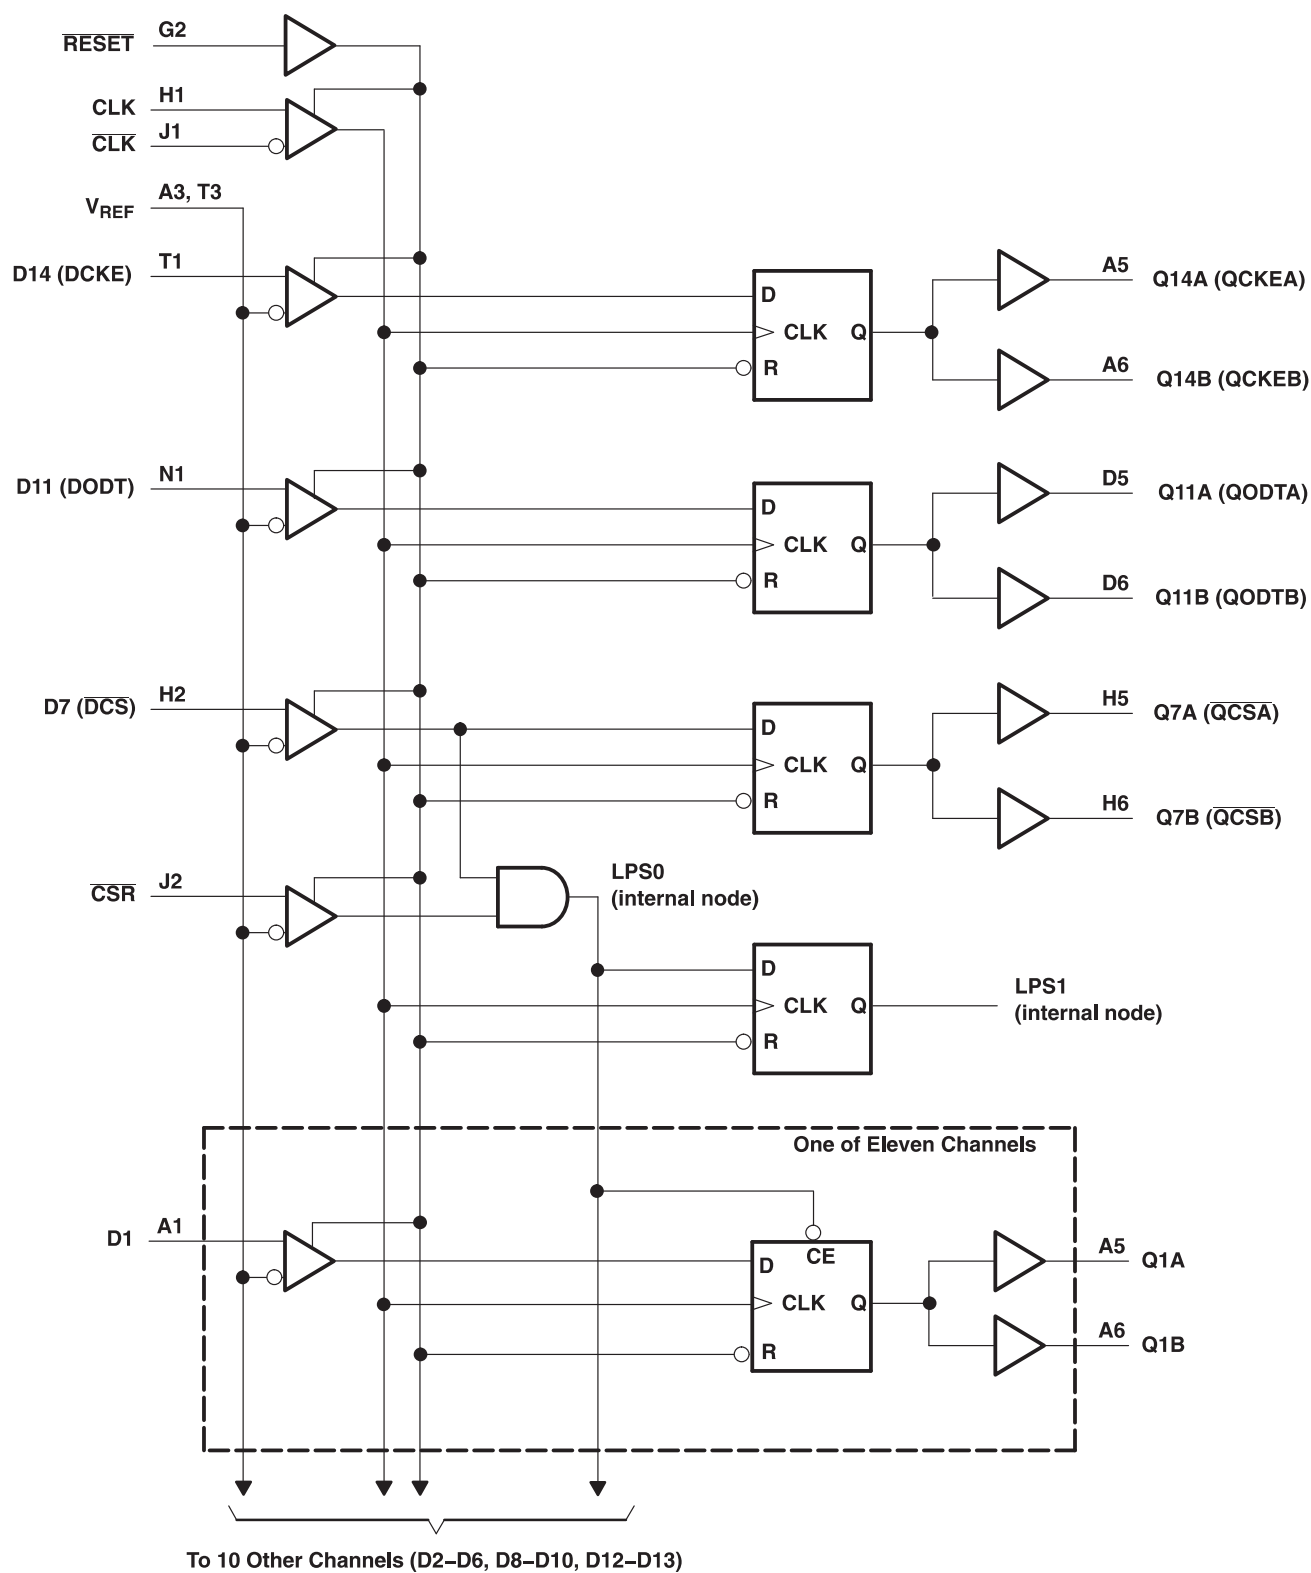 RESET G2
CLK H1
CLK J1
VREF A3, T3
D14 (DCKE) T1
D
CLK Q
R
A5 Q14A (QCKEA)
A6 Q14B (QCKEB)
D11 (DODT) N1
D
CLK Q
R
D5 Q11A (QODTA)
D6 Q11B (QODTB)
D7 (DCS) H2
D
CLK Q
R
H5 Q7A (QCSA)
H6 Q7B (QCSB)
CSR J2
LPS0
(internal node)
D
CLK Q
R
LPS1
(internal node)
One of Eleven Channels
D1 A1
CE
D
CLK Q
R
A5 Q1A
A6 Q1B
To 10 Other Channels (D2–D6, D8–D10, D12–D13)